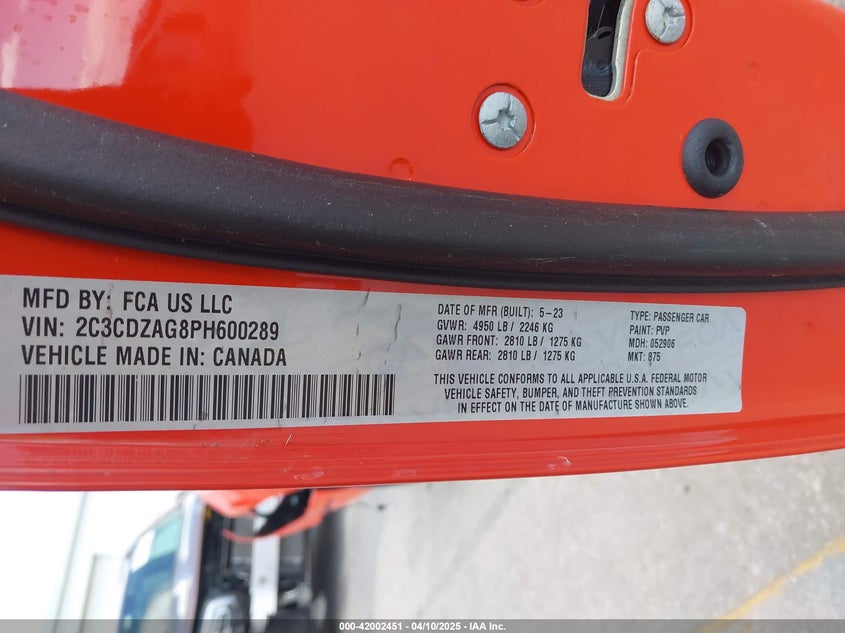 MFD BY: FCA US LLC
VIN: 2C3CDZAG8PH600289
VEHICLE MADE IN: CANADA
DATE OF MFR (BUILT): 5-23
GVWR: 4950 LB / 2246 KG
GAWR FRONT: 2810 LB / 1275 KG
GAWR REAR: 2810 LB / 1275 KG
TYPE: PASSENGER CAR
PAINT: PVP
MDH: 052906
MKT: 875
THIS VEHICLE CONFORMS TO ALL APPLICABLE U.S.A. FEDERAL MOTOR
VEHICLE SAFETY, BUMPER, AND THEFT PREVENTION STANDARDS
IN EFFECT ON THE DATE OF MANUFACTURE SHOWN ABOVE.
000-42002451 - 04/10/2025 - IAA Inc.